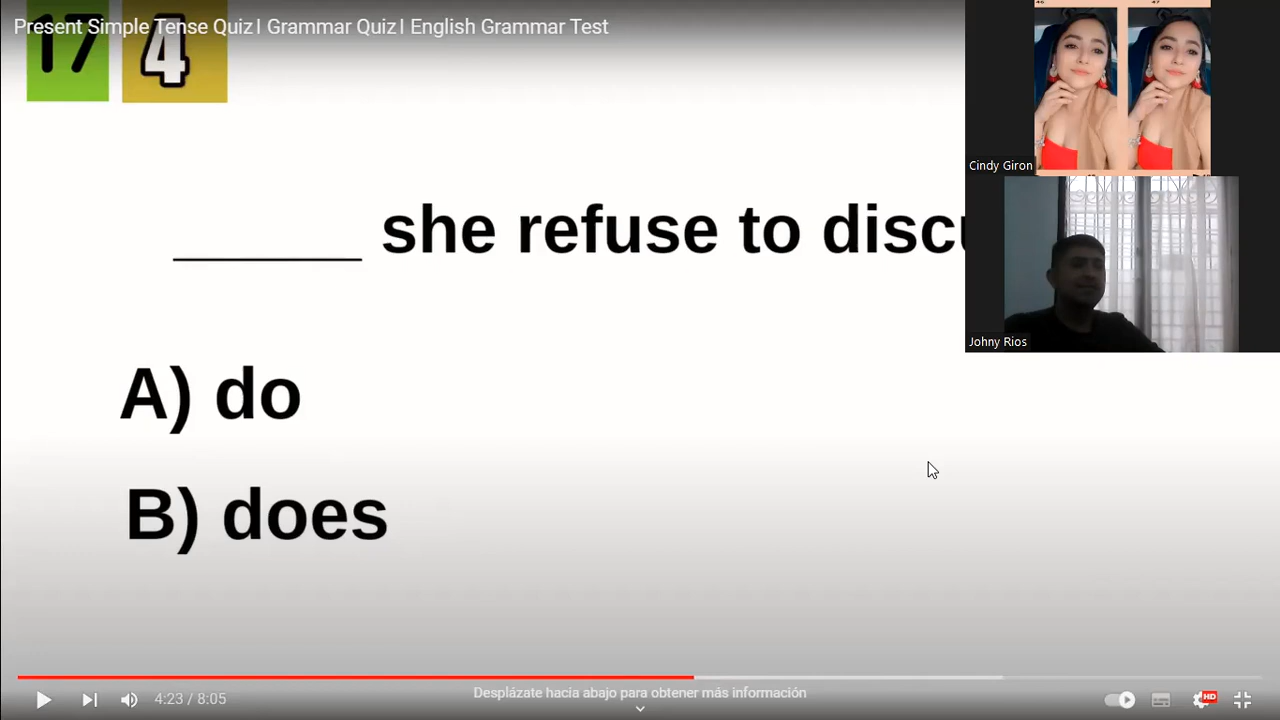 Present Simple Tense Quiz| Grammar Quiz| English Grammar Test
17 4
______ she refuse to
A) do
B) does
Cindy Giron
Johny Rios
4:23 / 8:05
Desplázate hacia abajo para obtener más información
HD